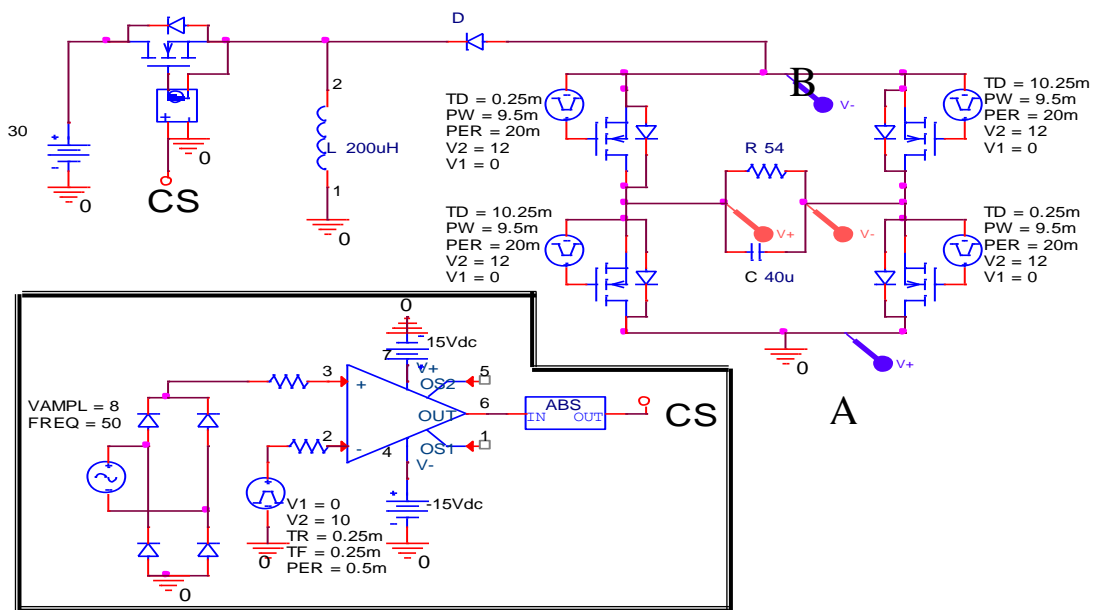 D
30
0
CS
2
L 200uH
1
0
TD = 0.25m
PW = 9.5m
PER = 20m
V2 = 12
V1 = 0
B
V-
TD = 10.25m
PW = 9.5m
PER = 20m
V2 = 12
V1 = 0
R 54
V+
V-
C 40u
TD = 10.25m
PW = 9.5m
PER = 20m
V2 = 12
V1 = 0
TD = 0.25m
PW = 9.5m
PER = 20m
V2 = 12
V1 = 0
0
V+
A
0
-15Vdc
7
V+
3
+
OS2
5
OUT
6
2
-
OS1
1
4
V-
IN ABS OUT
CS
VAMPL = 8
FREQ = 50
0
V1 = 0
V2 = 10
TR = 0.25m
TF = 0.25m
PER = 0.5m
0
-15Vdc
0